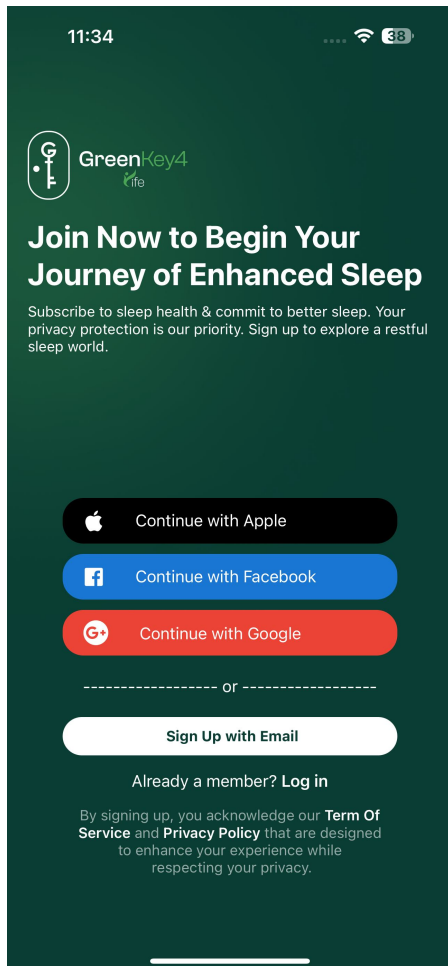 11:34
38
G
GreenKey4
life
Join Now to Begin Your
Journey of Enhanced Sleep
Subscribe to sleep health & commit to better sleep. Your
privacy protection is our priority. Sign up to explore a restful
sleep world.
Continue with Apple
f Continue with Facebook
G+ Continue with Google
------------------ or ------------------
Sign Up with Email
Already a member? Log in
By signing up, you acknowledge our Term Of
Service and Privacy Policy that are designed
to enhance your experience while
respecting your privacy.